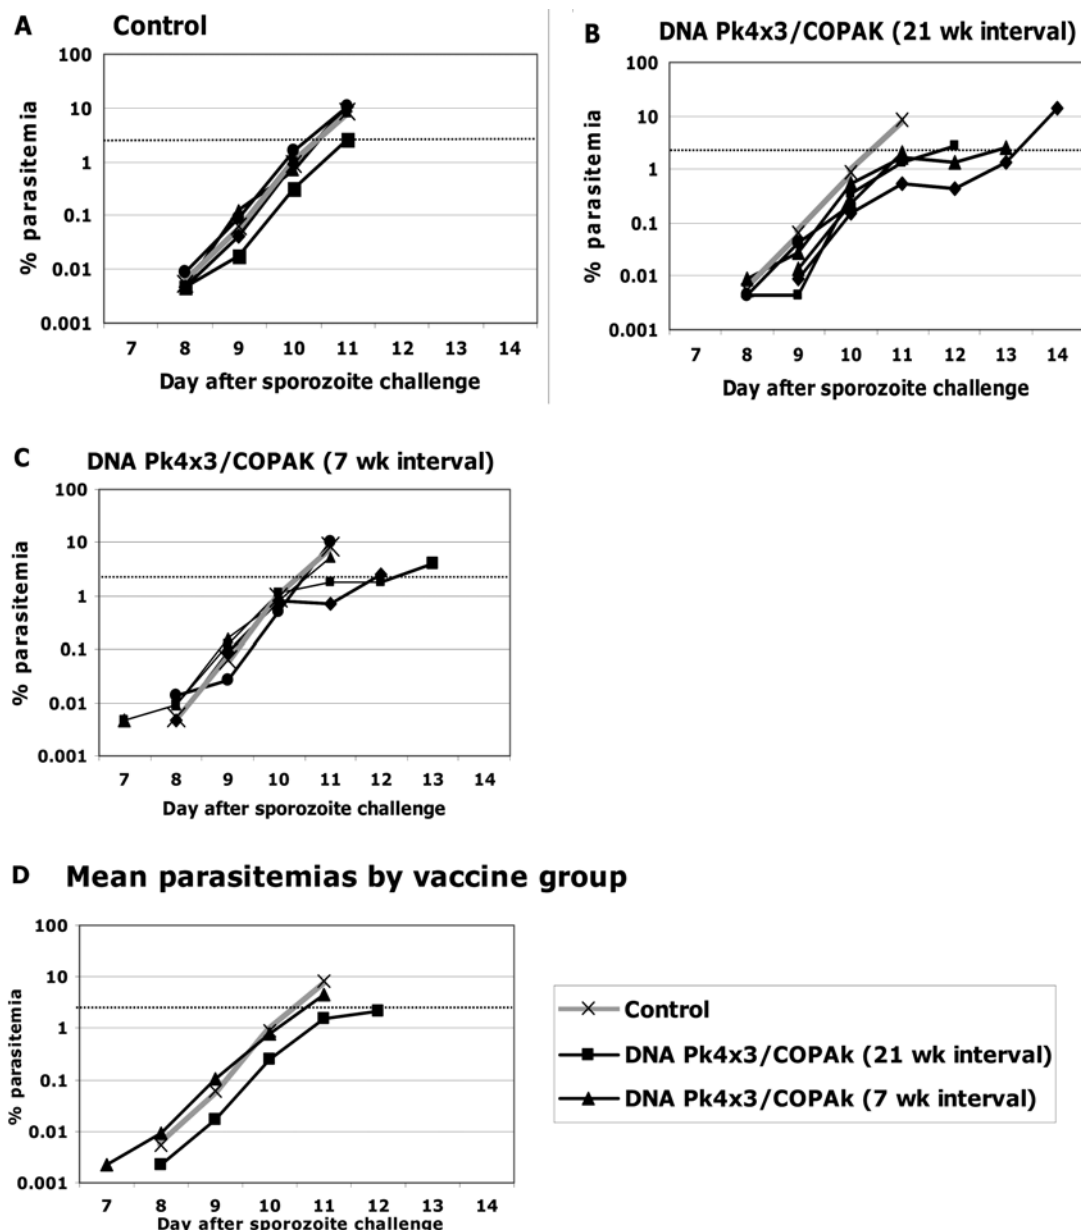 A Control
% parasitemia
100
10
1
0.1
0.01
0.001
7 8 9 10 11 12 13 14
Day after sporozoite challenge
B DNA Pk4x3/COPAK (21 wk interval)
% parasitemia
100
10
1
0.1
0.01
0.001
7 8 9 10 11 12 13 14
Day after sporozoite challenge
C DNA Pk4x3/COPAK (7 wk interval)
% parasitemia
100
10
1
0.1
0.01
0.001
7 8 9 10 11 12 13 14
Day after sporozoite challenge
D Mean parasitemias by vaccine group
% parasitemia
100
10
1
0.1
0.01
0.001
7 8 9 10 11 12 13 14
Day after sporozoite challenge
Control
DNA Pk4x3/COPAk (21 wk interval)
DNA Pk4x3/COPAk (7 wk interval)